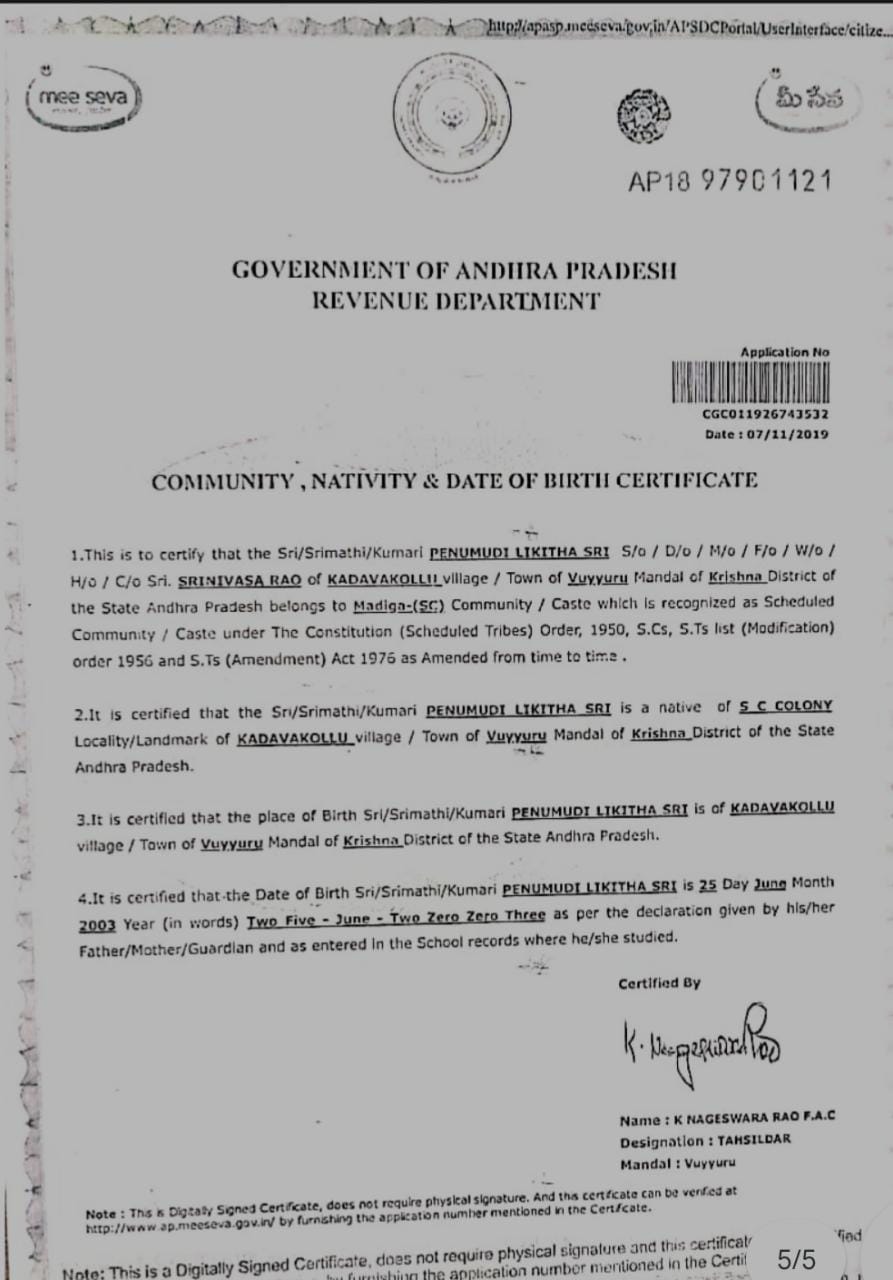 http://apasp.meeseva.gov.in/APSDCPortal/UserInterface/citize...
mee seva
మీ సేవ
AP18 97901121
GOVERNMENT OF ANDHRA PRADESH
REVENUE DEPARTMENT
Application No
CGC011926743532
Date : 07/11/2019
COMMUNITY , NATIVITY & DATE OF BIRTH CERTIFICATE
1.This is to certify that the Sri/Srimathi/Kumari PENUMUDI LIKITHA SRI S/o / D/o / M/o / F/o / W/o /
H/o / C/o Sri. SRINIVASA RAO of KADAVAKOLLU village / Town of Vuyyuru Mandal of Krishna District of
the State Andhra Pradesh belongs to Madiga-(SC) Community / Caste which is recognized as Scheduled
Community / Caste under The Constitution (Scheduled Tribes) Order, 1950, S.Cs, S.Ts list (Modification)
order 1956 and S.Ts (Amendment) Act 1976 as Amended from time to time .
2.It is certified that the Sri/Srimathi/Kumari PENUMUDI LIKITHA SRI is a native of S C COLONY
Locality/Landmark of KADAVAKOLLU village / Town of Vuyyuru Mandal of Krishna District of the State
Andhra Pradesh.
3.It is certified that the place of Birth Sri/Srimathi/Kumari PENUMUDI LIKITHA SRI is of KADAVAKOLLU
village / Town of Vuyyuru Mandal of Krishna District of the State Andhra Pradesh.
4.It is certified that the Date of Birth Sri/Srimathi/Kumari PENUMUDI LIKITHA SRI is 25 Day June Month
2003 Year (in words) Two Five - June - Two Zero Zero Three as per the declaration given by his/her
Father/Mother/Guardian and as entered in the School records where he/she studied.
Certified By
K. Nageswara Rao
Name : K NAGESWARA RAO F.A.C
Designation : TAHSILDAR
Mandal : Vuyyuru
Note : This is Digitally Signed Certificate, does not require physical signature. And this certificate can be verified at
http://www.ap.meeseva.gov.in/ by furnishing the application number mentioned in the Certificate.
Note: This is a Digitally Signed Certificate, does not require physical signature and this certificat
by furnishing the application number mentioned in the Certif
5/5